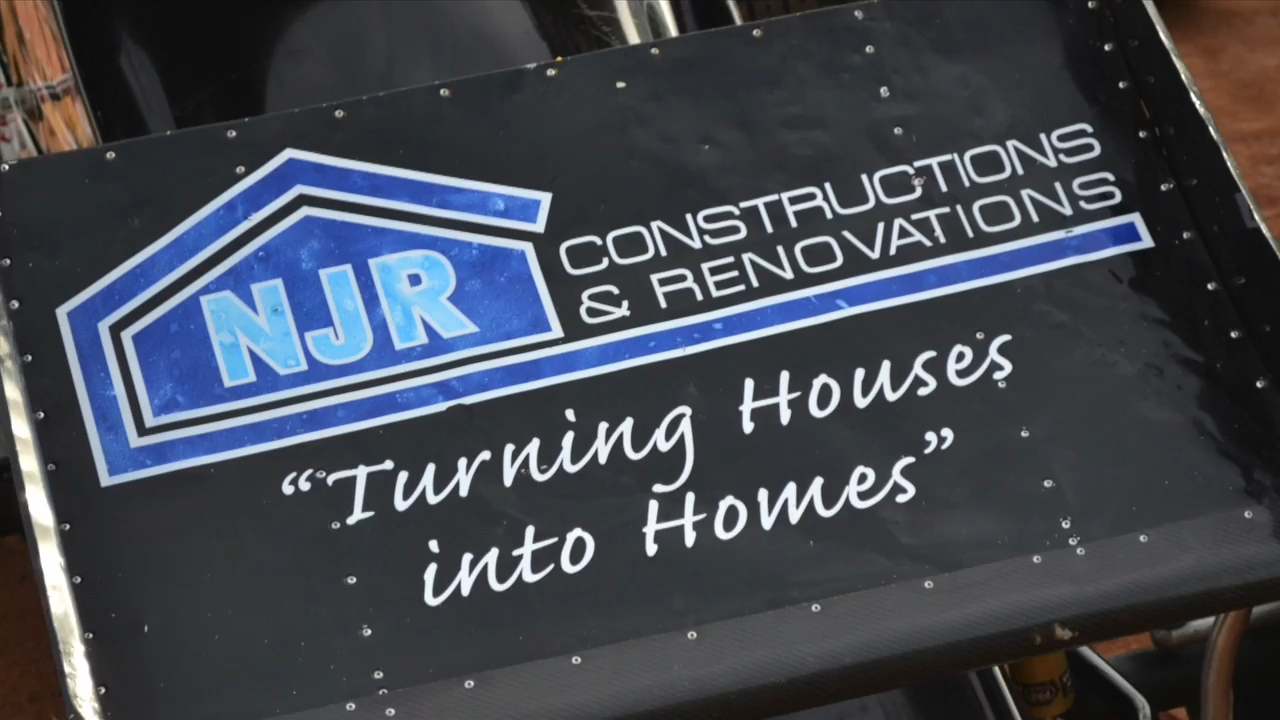 NJR
CONSTRUCTIONS
& RENOVATIONS
“Turning Houses
into Homes”